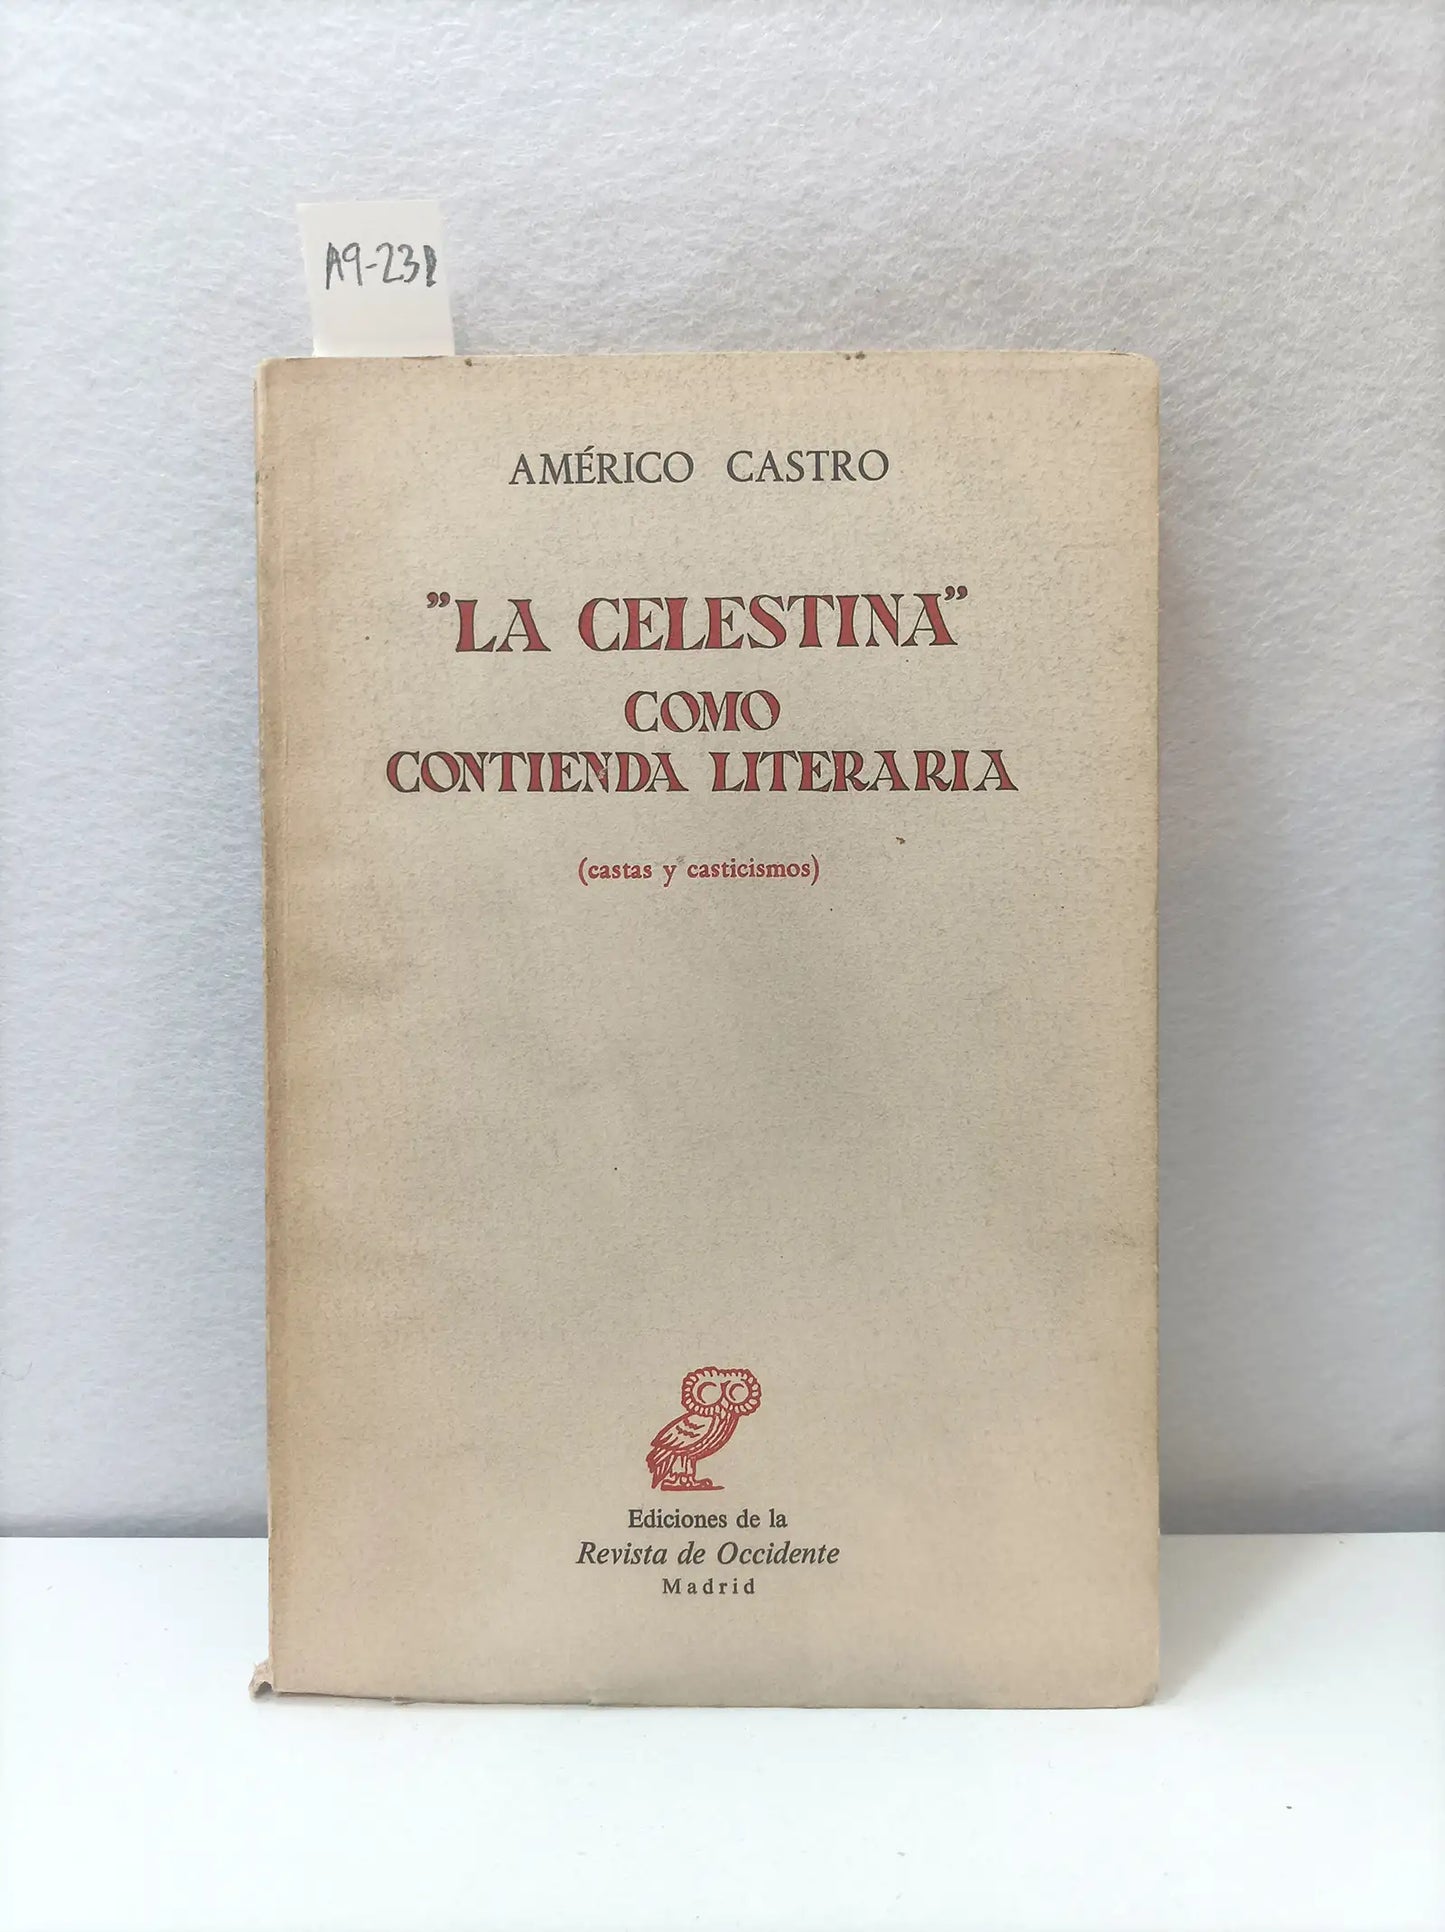 A9-231
AMÉRICO CASTRO
”LA CELESTINA”
COMO
CONTIENDA LITERARIA
(castas y casticismos)
Ediciones de la
Revista de Occidente
Madrid